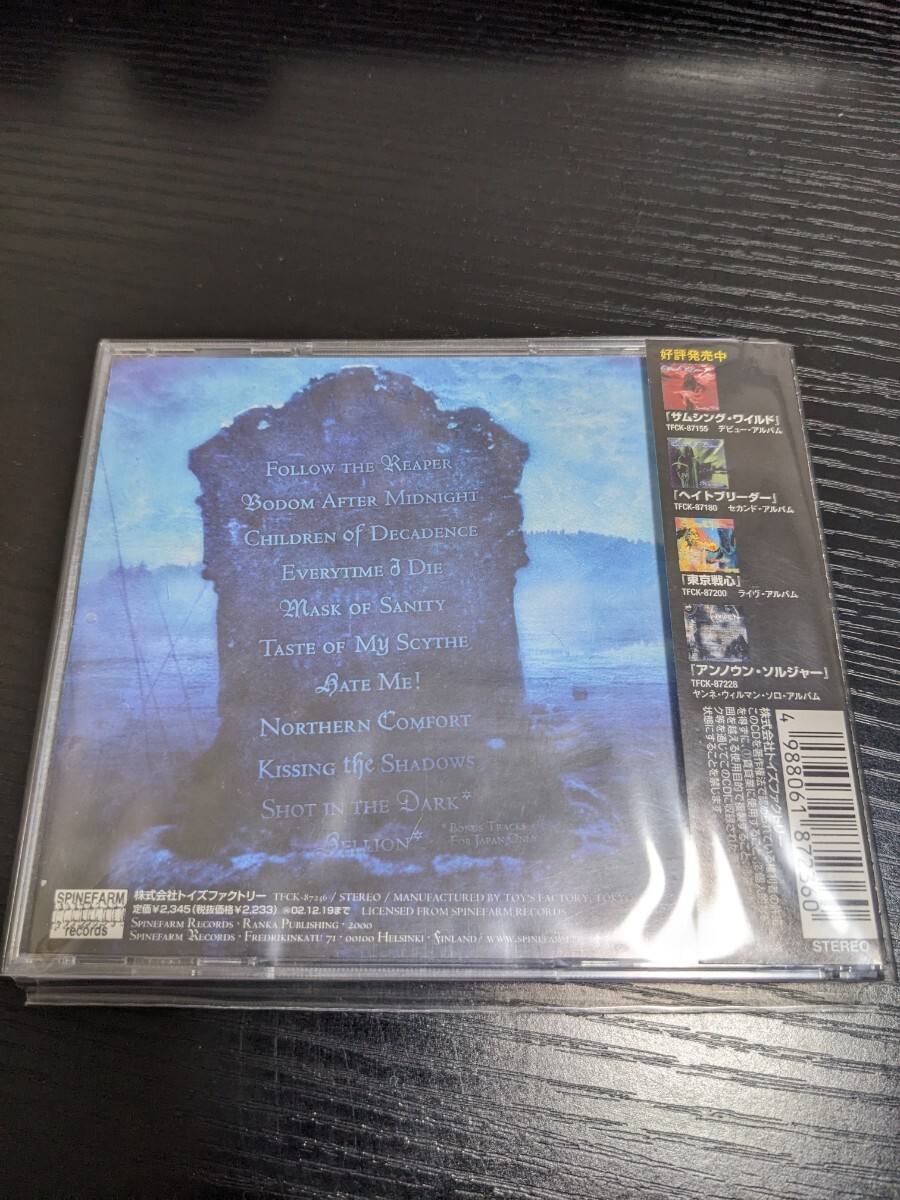 FOLLOW THE REAPER
BODOM AFTER MIDNIGHT
CHILDREN OF DECADENCE
EVERYTIME I DIE
MASK OF SANITY
TASTE OF MY SCYTHE
HATE ME!
NORTHERN COMFORT
KISSING the SHADOWS
SHOT IN THE DARK*
HELLION*
* BONUS TRACKS
FOR JAPAN ONLY
SPINEFARM
records
株式会社トイズファクトリー TFCK-87246 / STEREO / MANUFACTURED BY TOY'S FACTORY, TOKYO
定価¥2,345(税抜価格¥2,233) 02.12.19まで LICENSED FROM SPINEFARM RECORDS
SPINEFARM RECORDS · RANKA PUBLISHING · 2000
SPINEFARM RECORDS · FREDRIKINKATU 71 · 00100 HELSINKI · FINLAND / WWW.SPINEFARM
好評発売中
「サムシング・ワイルド」
TFCK-87155 デビュー・アルバム
「ヘイトブリーダー」
TFCK-87180 セカンド・アルバム
「東京戦心」
TFCK-87200 ライヴ・アルバム
「アンノウン・ソルジャー」
TFCK-87228
ヤンネ・ウィルマン・ソロ・アルバム
株式会社トイズファクトリー
STEREO